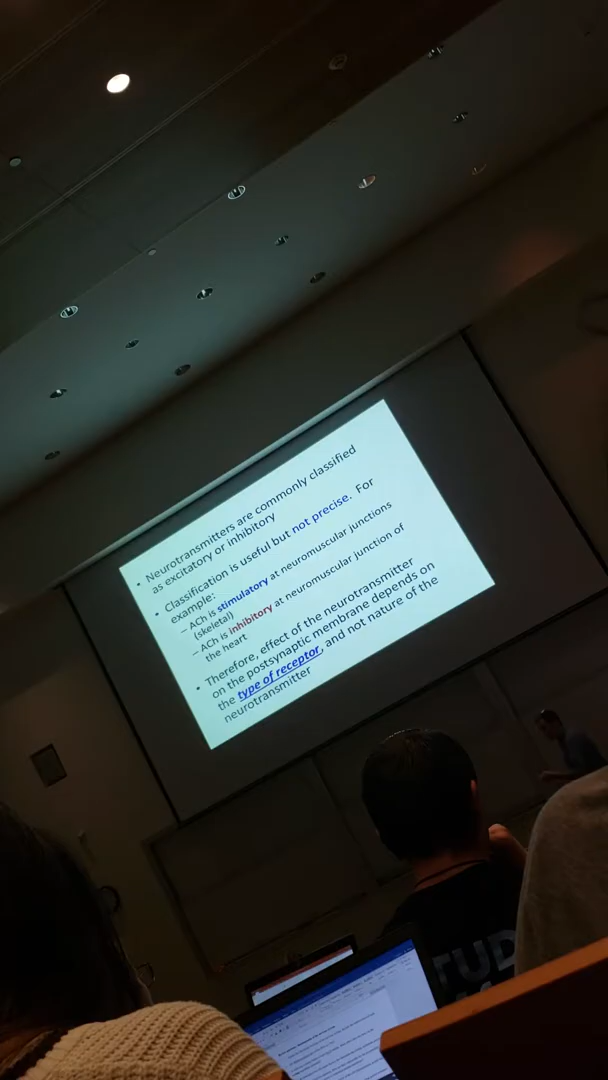 • Neurotransmitters are commonly classified
as excitatory or inhibitory
• Classification is useful but not precise. For
example:
– ACh is stimulatory at neuromuscular junctions
(skeletal)
– ACh is inhibitory at neuromuscular junction of
the heart
• Therefore, effect of the neurotransmitter
on the postsynaptic membrane depends on
the type of receptor, and not nature of the
neurotransmitter
TUD